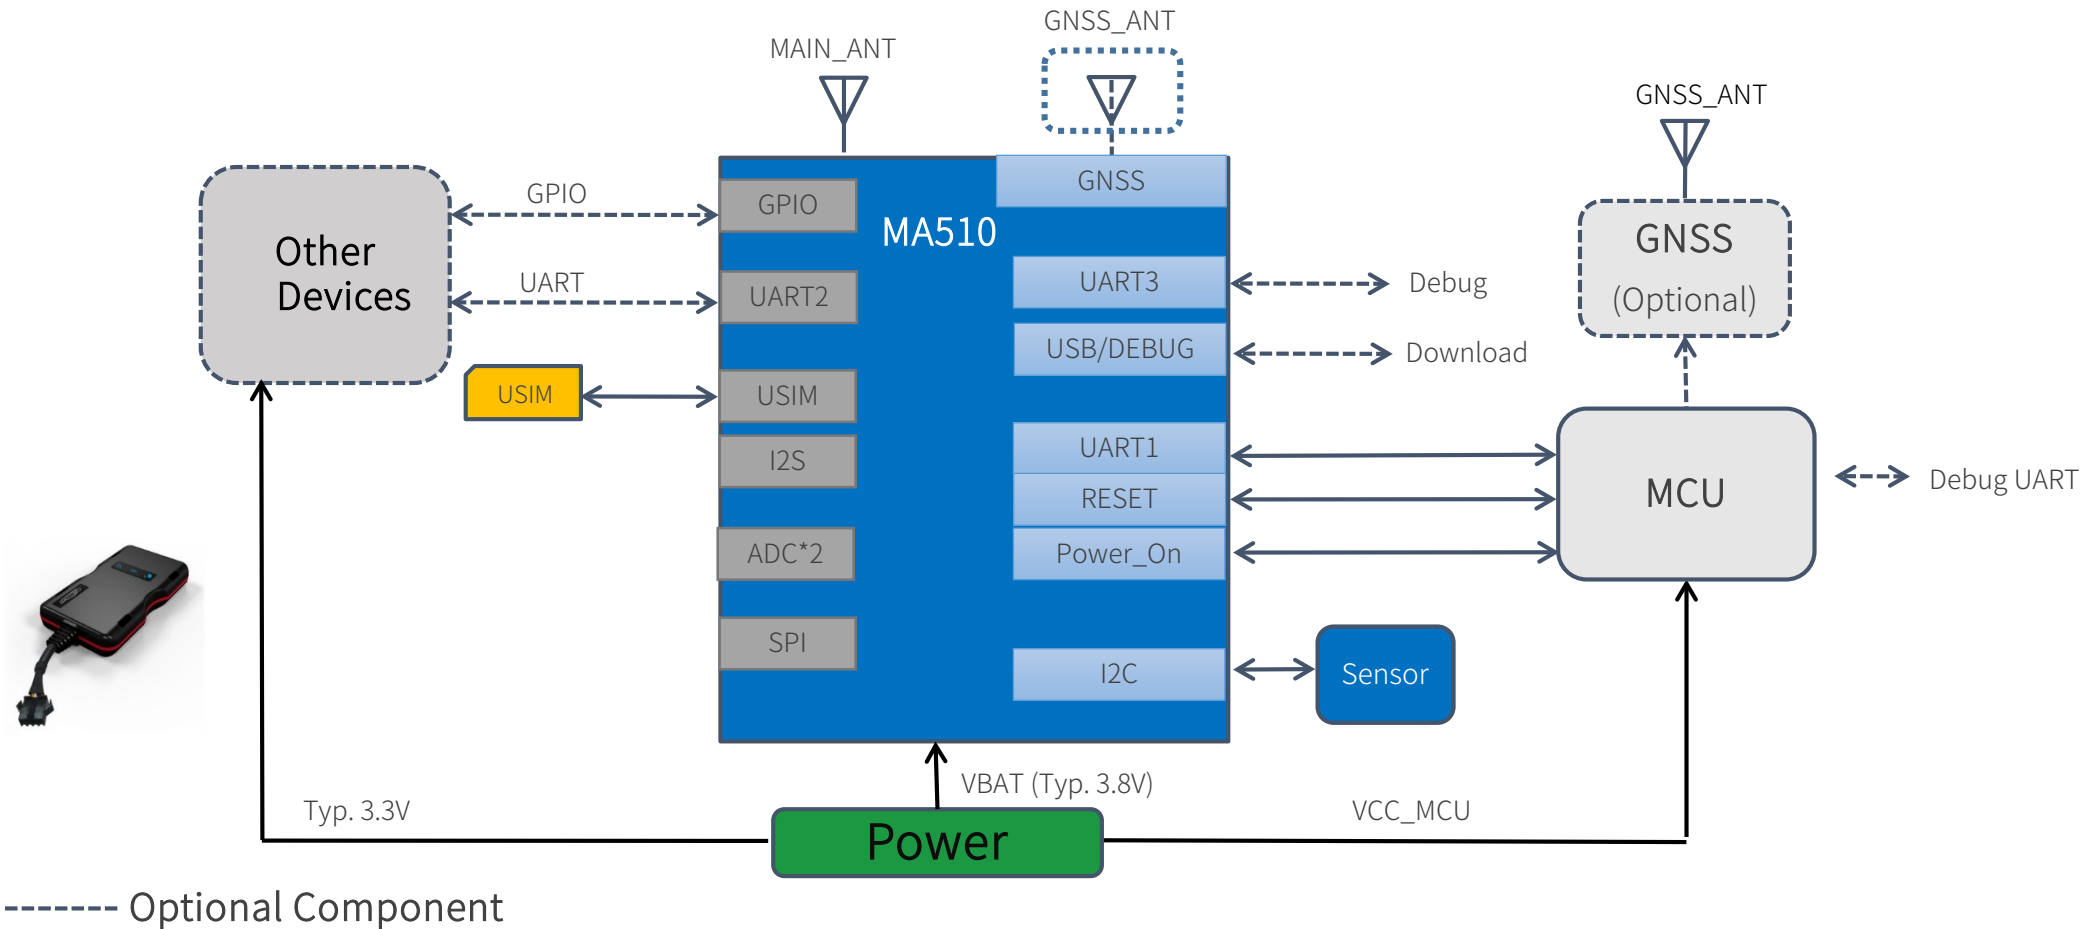 GNSS_ANT
MAIN_ANT
GNSS_ANT
GNSS
GPIO
GPIO
MA510
Other
Devices
GNSS
(Optional)
UART
UART2
UART3
Debug
USB/DEBUG
Download
USIM
USIM
I2S
UART1
RESET
MCU
Debug UART
ADC*2
Power_On
SPI
I2C
Sensor
VBAT (Typ. 3.8V)
Typ. 3.3V
VCC_MCU
Power
Optional Component